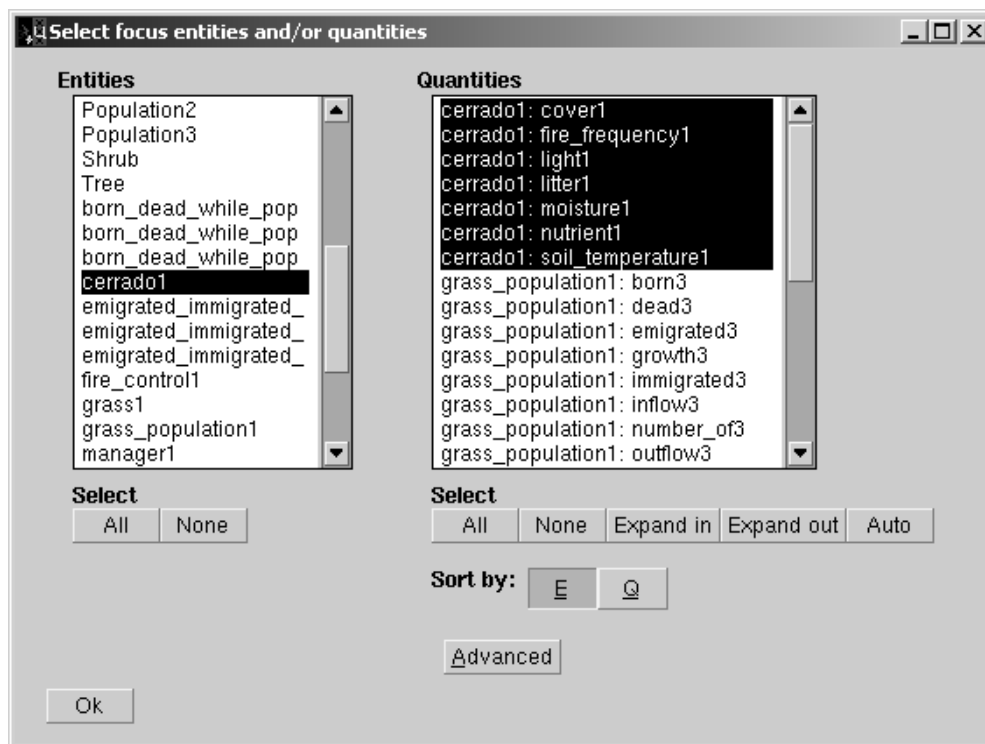 Select focus entities and/or quantities
Entities
Population2
Population3
Shrub
Tree
born_dead_while_pop
born_dead_while_pop
born_dead_while_pop
cerrado1
emigrated_immigrated_
emigrated_immigrated_
emigrated_immigrated_
fire_control1
grass1
grass_population1
manager1
Select
All None
Quantities
cerrado1: cover1
cerrado1: fire_frequency1
cerrado1: light1
cerrado1: litter1
cerrado1: moisture1
cerrado1: nutrient1
cerrado1: soil_temperature1
grass_population1: born3
grass_population1: dead3
grass_population1: emigrated3
grass_population1: growth3
grass_population1: immigrated3
grass_population1: inflow3
grass_population1: number_of3
grass_population1: outflow3
Select
All None Expand in Expand out Auto
Sort by: E Q
Advanced
Ok